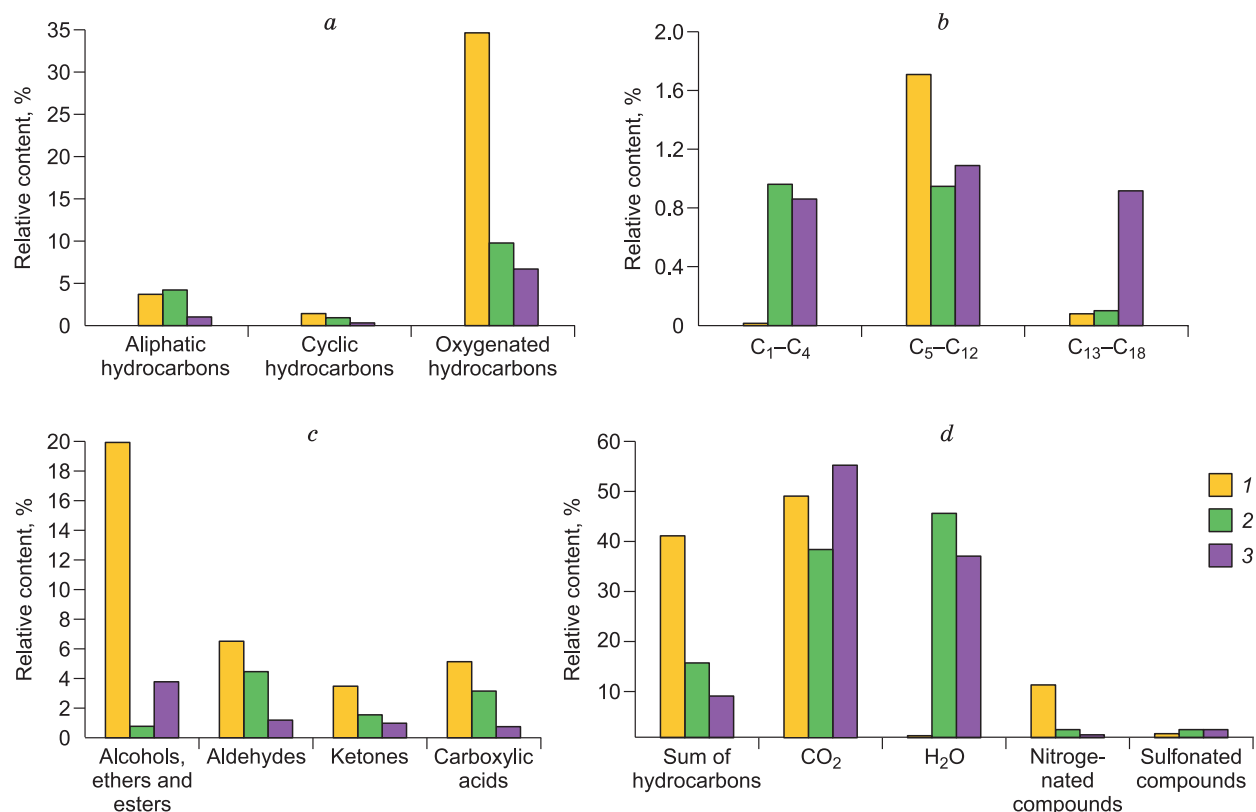 a
Relative content, %
35
30
25
20
15
10
5
0
Aliphatic
hydrocarbons
Cyclic
hydrocarbons
Oxygenated
hydrocarbons
b
Relative content, %
2.0
1.6
1.2
0.8
0.4
0
C₁–C₄
C₅–C₁₂
C₁₃–C₁₈
c
Relative content, %
20
18
16
14
12
10
8
6
4
2
0
Alcohols,
ethers and
esters
Aldehydes
Ketones
Carboxylic
acids
d
Relative content, %
60
50
40
30
20
10
Sum of
hydrocarbons
CO₂
H₂O
Nitroge-
nated
compounds
Sulfonated
compounds
1
2
3